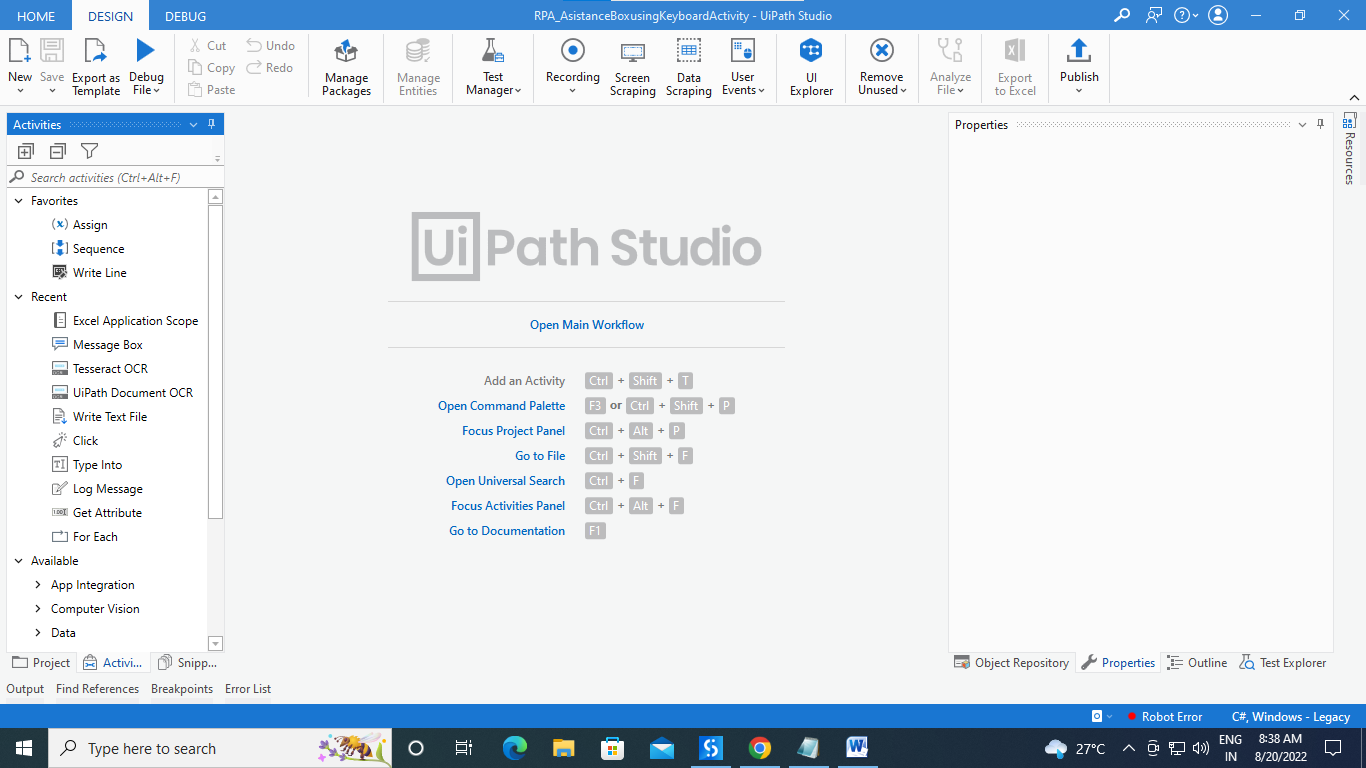 HOME DESIGN DEBUG RPA_AsistanceBoxusingKeyboardActivity - UiPath Studio
New Save Export as Template Debug File Cut Copy Paste Undo Redo Manage Packages Manage Entities Test Manager Recording Screen Scraping Data Scraping User Events UI Explorer Remove Unused Analyze File Export to Excel Publish
Activities
Search activities (Ctrl+Alt+F)
Favorites
Assign
Sequence
Write Line
Recent
Excel Application Scope
Message Box
Tesseract OCR
UiPath Document OCR
Write Text File
Click
Type Into
Log Message
Get Attribute
For Each
Available
App Integration
Computer Vision
Data
Project Activi... Snipp...
Ui Path Studio
Open Main Workflow
Add an Activity Ctrl + Shift + T
Open Command Palette F3 or Ctrl + Shift + P
Focus Project Panel Ctrl + Alt + P
Go to File Ctrl + Shift + F
Open Universal Search Ctrl + F
Focus Activities Panel Ctrl + Alt + F
Go to Documentation F1
Properties
Resources
Object Repository Properties Outline Test Explorer
Output Find References Breakpoints Error List
Robot Error C#, Windows - Legacy
Type here to search 27°C ENG IN 8:38 AM 8/20/2022